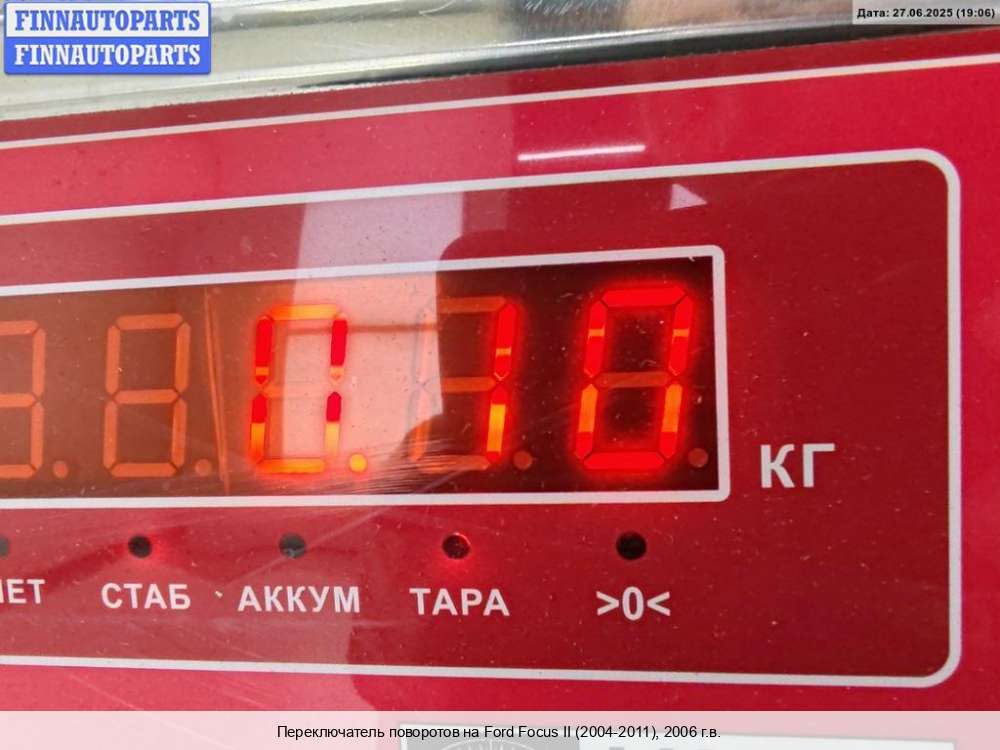 FINNAUTOPARTS
FINNAUTOPARTS
Дата: 27.06.2025 (19:06)
0.10
КГ
СТАБ АККУМ ТАРА >0<
Переключатель поворотов на Ford Focus II (2004-2011), 2006 г.в.